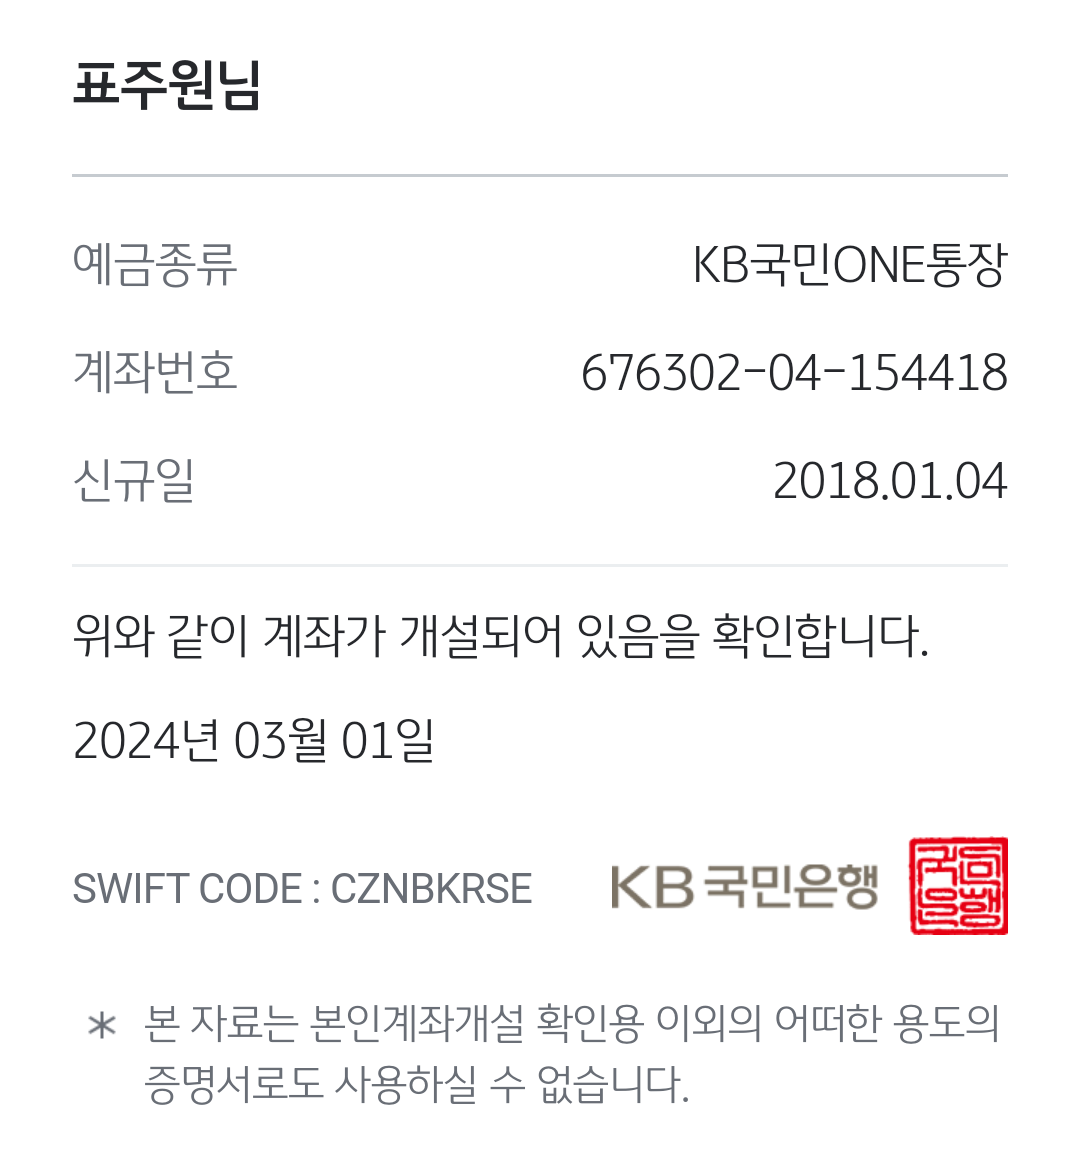 표주원님
예금종류 KB국민ONE통장
계좌번호 676302-04-154418
신규일 2018.01.04
위와 같이 계좌가 개설되어 있음을 확인합니다.
2024년 03월 01일
SWIFT CODE : CZNBKRSE KB국민은행 국민은행
* 본 자료는 본인계좌개설 확인용 이외의 어떠한 용도의
증명서로도 사용하실 수 없습니다.